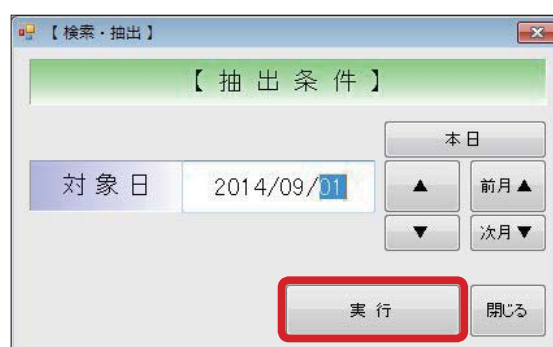 【検索・抽出】
【抽出条件】
本日
対象日 2014/09/01 ▲ 前月▲
▼ 次月▼
実行 閉じる